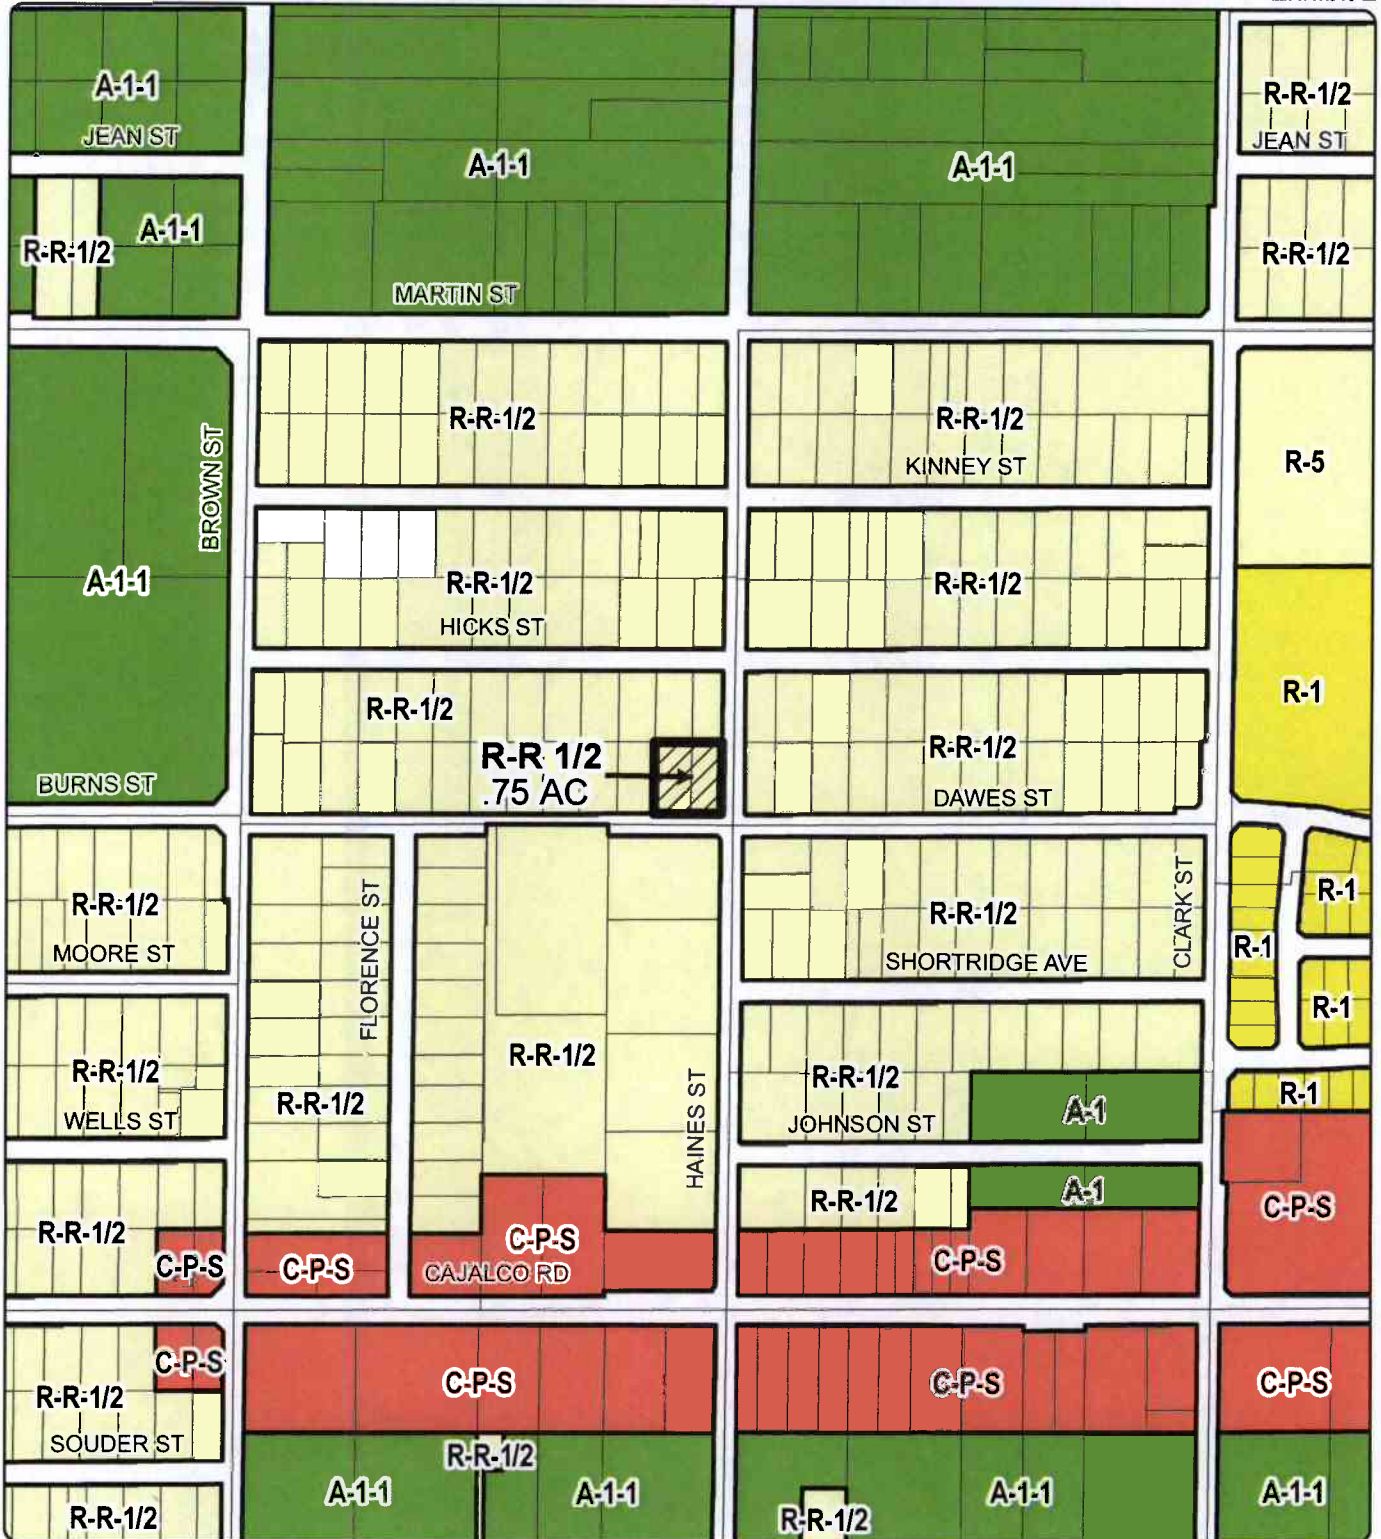 A-1-1
JEAN ST
A-1-1
A-1-1
R-R-1/2
JEAN ST
R-R-1/2
A-1-1
R-R-1/2
MARTIN ST
R-R-1/2
KINNEY ST
R-R-1/2
R-5
BROWN ST
A-1-1
R-R-1/2
HICKS ST
R-R-1/2
R-1
R-R-1/2
R-R 1/2
.75 AC
R-R-1/2
DAWES ST
BURNS ST
R-R-1/2
MOORE ST
FLORENCE ST
R-R-1/2
SHORTRIDGE AVE
CLARK ST
R-1
R-1
R-1
R-R-1/2
WELLS ST
R-R-1/2
R-R-1/2
HAINES ST
R-R-1/2
JOHNSON ST
A-1
R-1
R-R-1/2
C-P-S
C-P-S
C-P-S
CAJALCO RD
R-R-1/2
A-1
C-P-S
C-P-S
C-P-S
R-R-1/2
SOUDER ST
C-P-S
C-P-S
C-P-S
R-R-1/2
R-R-1/2
A-1-1
A-1-1
R-R-1/2
A-1-1
A-1-1